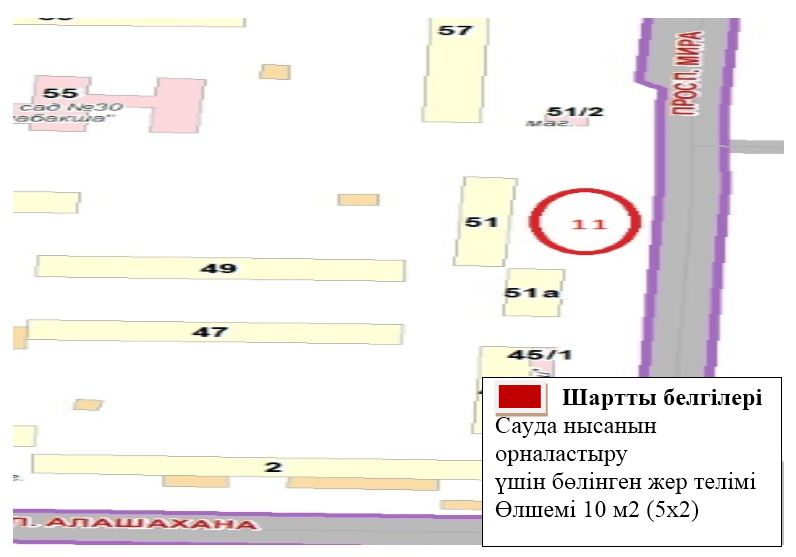 57
55
сад №30
абакша"
51/2
маг.
ПРОСП. МИРА
51
11
49
51а
47
45/1
2
П. АЛАШАХАНА
Шартты белгілері
Сауда нысанын
орналастыру
үшін бөлінген жер телімі
Өлшемі 10 м2 (5х2)